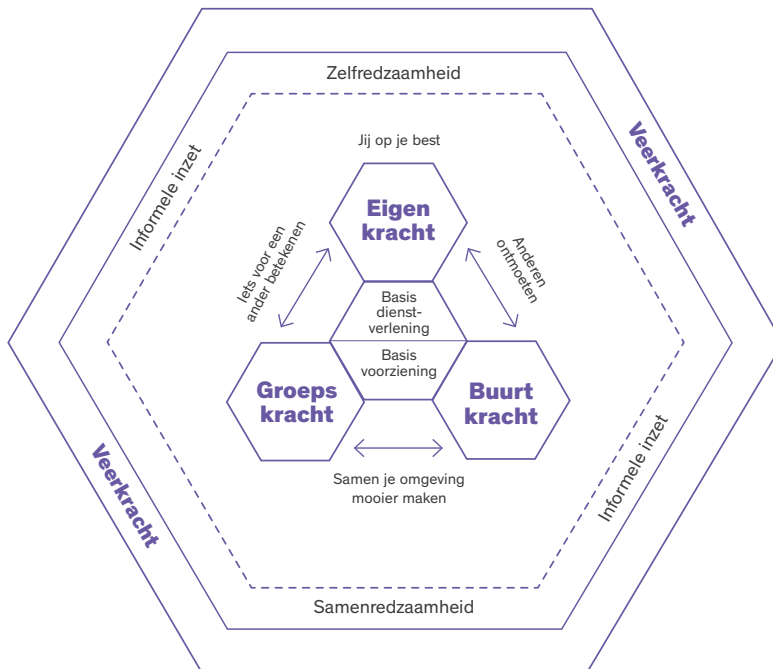 Zelfredzaamheid
Veerkracht
Informele inzet
Jij op je best
Eigen
kracht
Iets voor een
ander betekenen
Anderen
ontmoeten
Basis
dienst-
verlening
Basis
voorziening
Groeps
kracht
Buurt
kracht
Samen je omgeving
mooier maken
Veerkracht
Informele inzet
Samenredzaamheid